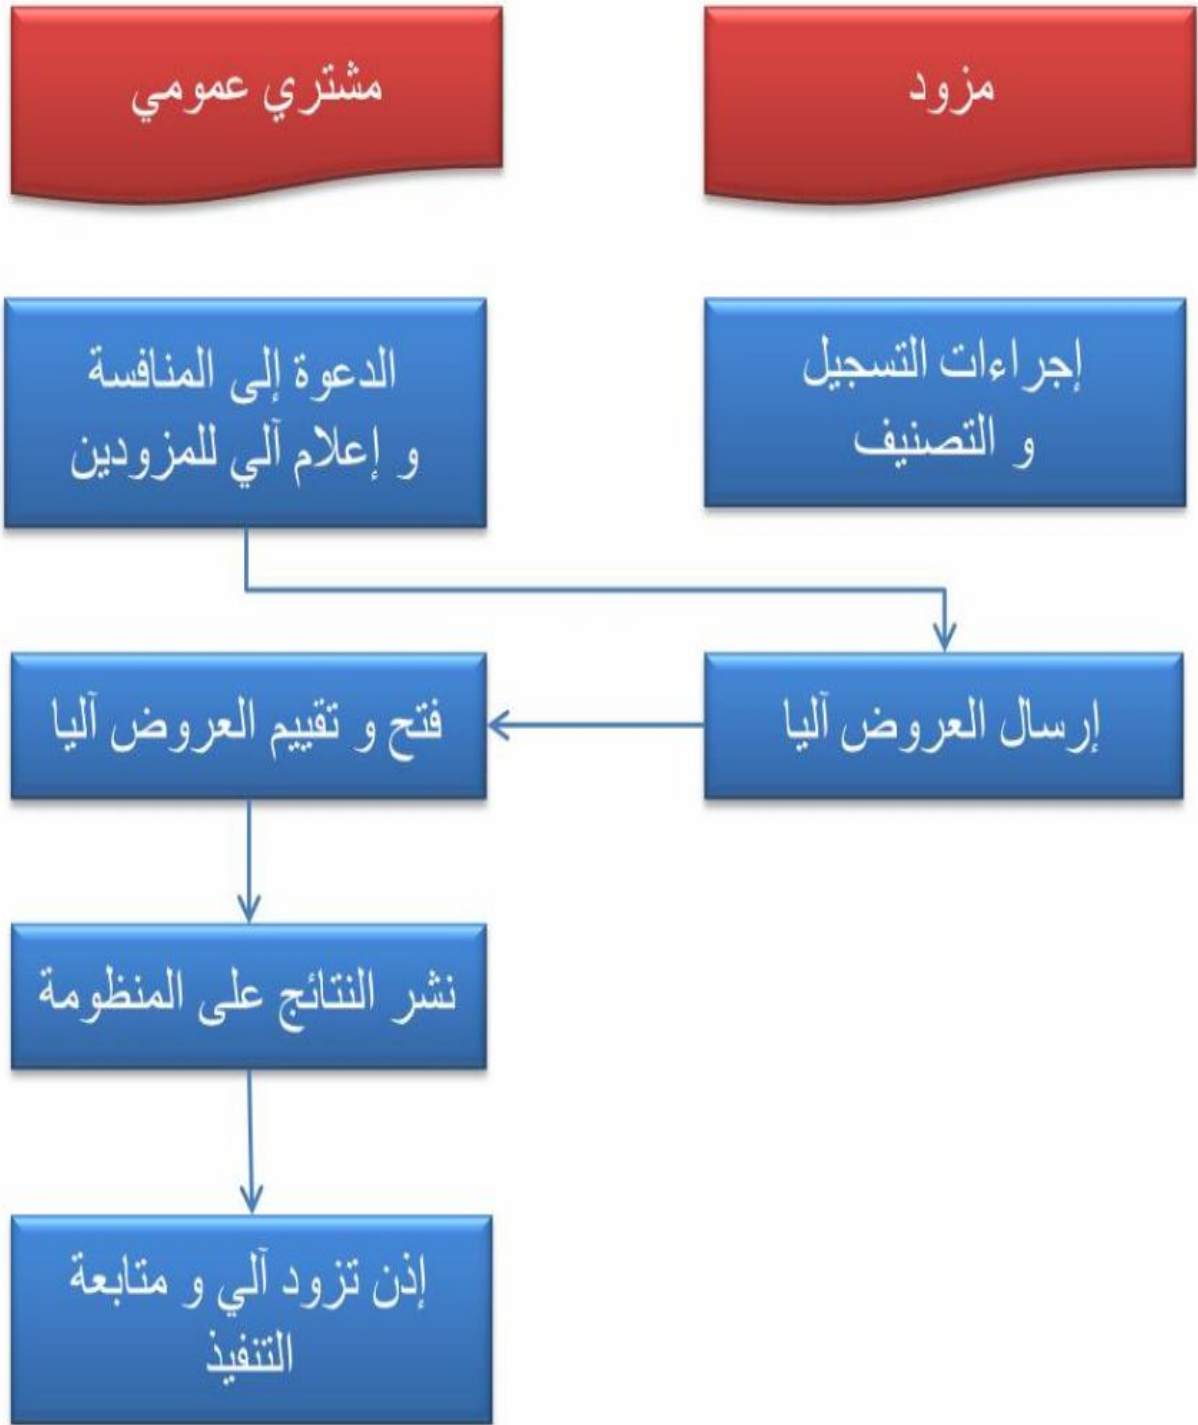 مزود
مشتري عمومي
إجراءات التسجيل
و التصنيف
الدعوة إلى المنافسة
و إعلام آلي للمزودين
إرسال العروض آليا
فتح و تقييم العروض آليا
نشر النتائج على المنظومة
إذن تزود آلي و متابعة
التنفيذ